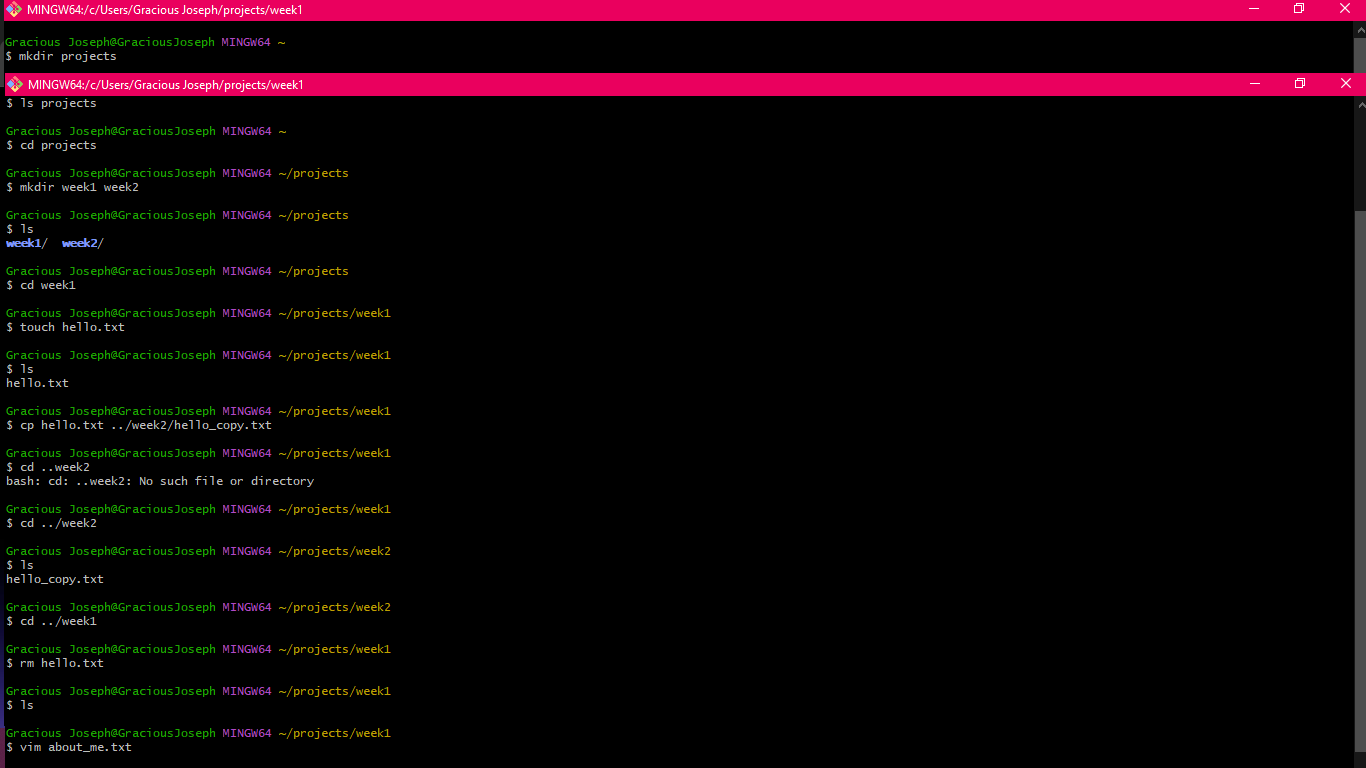 MINGW64:/c/Users/Gracious Joseph/projects/week1
Gracious Joseph@GraciousJoseph MINGW64 ~
$ mkdir projects
MINGW64:/c/Users/Gracious Joseph/projects/week1
$ ls projects
Gracious Joseph@GraciousJoseph MINGW64 ~
$ cd projects
Gracious Joseph@GraciousJoseph MINGW64 ~/projects
$ mkdir week1 week2
Gracious Joseph@GraciousJoseph MINGW64 ~/projects
$ ls
week1/  week2/
Gracious Joseph@GraciousJoseph MINGW64 ~/projects
$ cd week1
Gracious Joseph@GraciousJoseph MINGW64 ~/projects/week1
$ touch hello.txt
Gracious Joseph@GraciousJoseph MINGW64 ~/projects/week1
$ ls
hello.txt
Gracious Joseph@GraciousJoseph MINGW64 ~/projects/week1
$ cp hello.txt ../week2/hello_copy.txt
Gracious Joseph@GraciousJoseph MINGW64 ~/projects/week1
$ cd ..week2
bash: cd: ..week2: No such file or directory
Gracious Joseph@GraciousJoseph MINGW64 ~/projects/week1
$ cd ../week2
Gracious Joseph@GraciousJoseph MINGW64 ~/projects/week2
$ ls
hello_copy.txt
Gracious Joseph@GraciousJoseph MINGW64 ~/projects/week2
$ cd ../week1
Gracious Joseph@GraciousJoseph MINGW64 ~/projects/week1
$ rm hello.txt
Gracious Joseph@GraciousJoseph MINGW64 ~/projects/week1
$ ls
Gracious Joseph@GraciousJoseph MINGW64 ~/projects/week1
$ vim about_me.txt